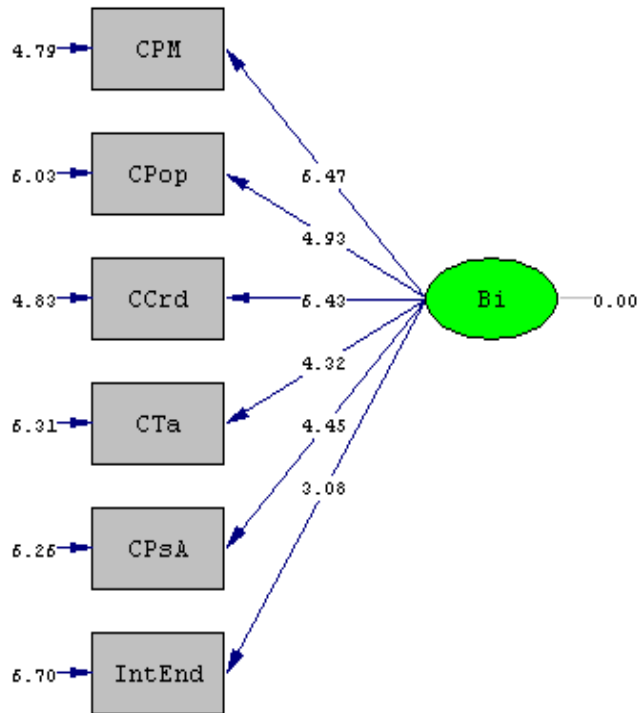 4.79 CPM
6.03 CPop 6.47
4.93
4.83 CCrd 6.43 Bi 0.00
4.32
6.31 CTa 4.45
3.08
6.26 CPsA
6.70 IntEnd